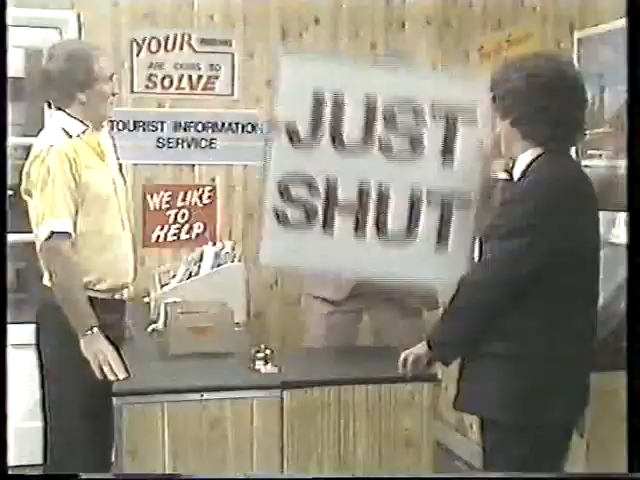 YOUR
ARE OURS TO
SOLVE
TOURIST INFORMATION
SERVICE
WE LIKE
TO
HELP
JUST
SHUT